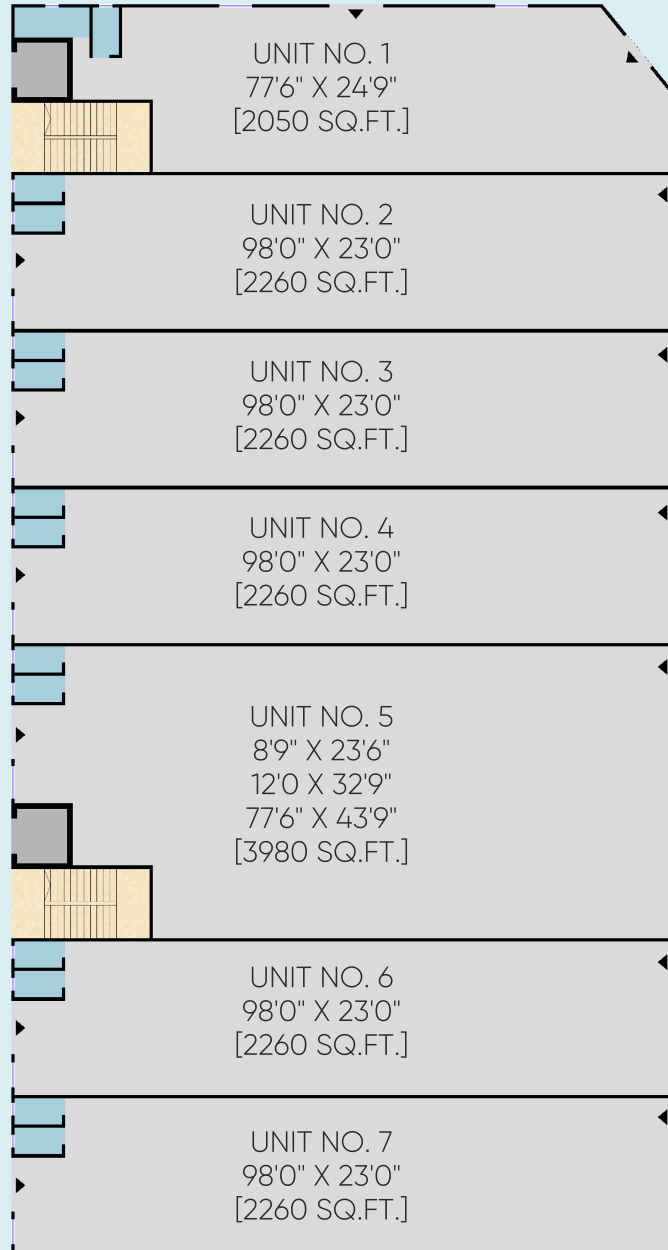 UNIT NO. 1
77'6" X 24'9"
[2050 SQ.FT.]
UNIT NO. 2
98'0" X 23'0"
[2260 SQ.FT.]
UNIT NO. 3
98'0" X 23'0"
[2260 SQ.FT.]
UNIT NO. 4
98'0" X 23'0"
[2260 SQ.FT.]
UNIT NO. 5
8'9" X 23'6"
12'0 X 32'9"
77'6" X 43'9"
[3980 SQ.FT.]
UNIT NO. 6
98'0" X 23'0"
[2260 SQ.FT.]
UNIT NO. 7
98'0" X 23'0"
[2260 SQ.FT.]